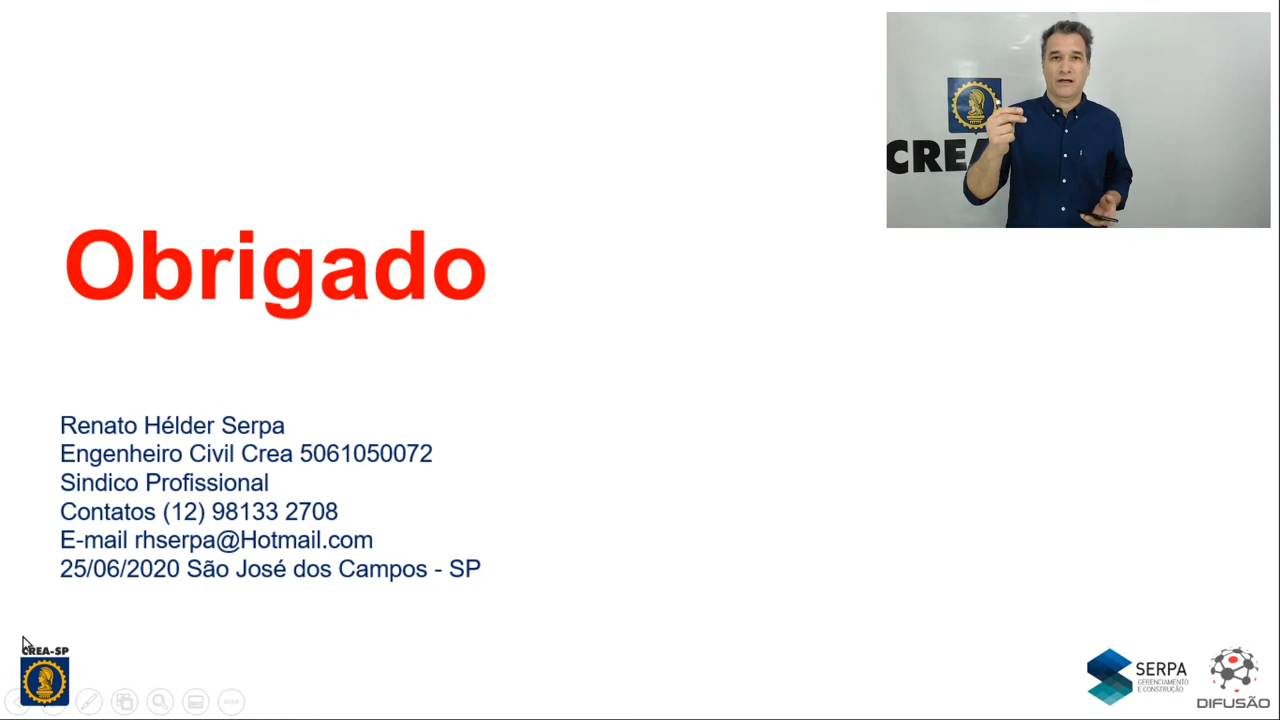 CREA
Obrigado
Renato Hélder Serpa
Engenheiro Civil Crea 5061050072
Sindico Profissional
Contatos (12) 98133 2708
E-mail rhserpa@Hotmail.com
25/06/2020 São José dos Campos - SP
CREA-SP
SERPA
GERENCIAMENTO
E CONSTRUÇÃO
DIFUSÃO